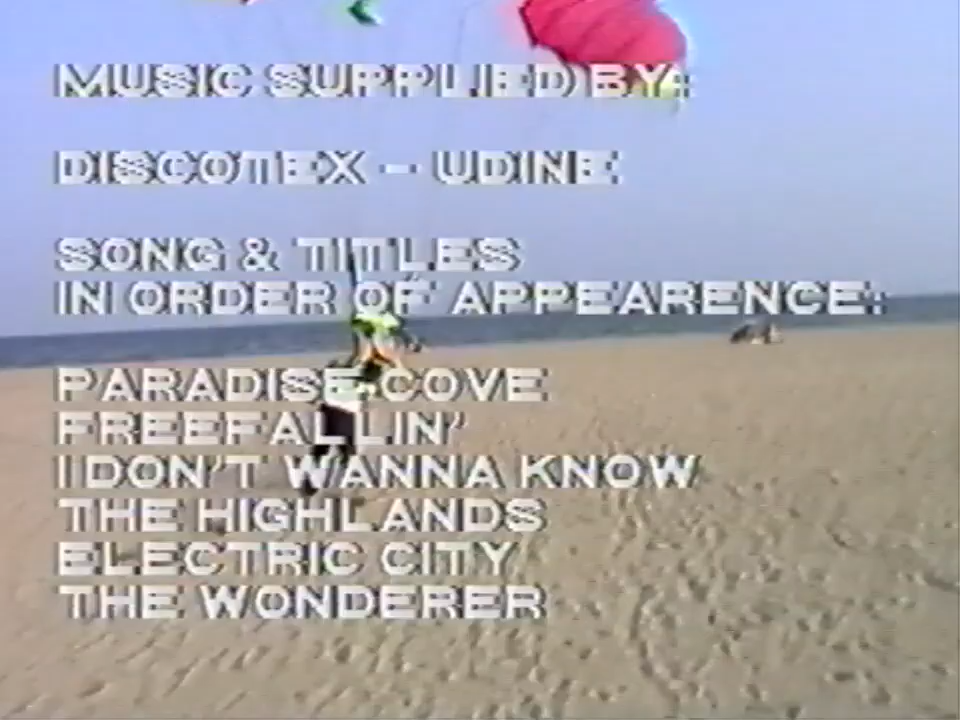 MUSIC SUPPLIED BY:
DISCOTEX - UDINE
SONG & TITLES
IN ORDER OF APPEARENCE:
PARADISE COVE
FREEFALLIN'
I DON'T WANNA KNOW
THE HIGHLANDS
ELECTRIC CITY
THE WONDERER